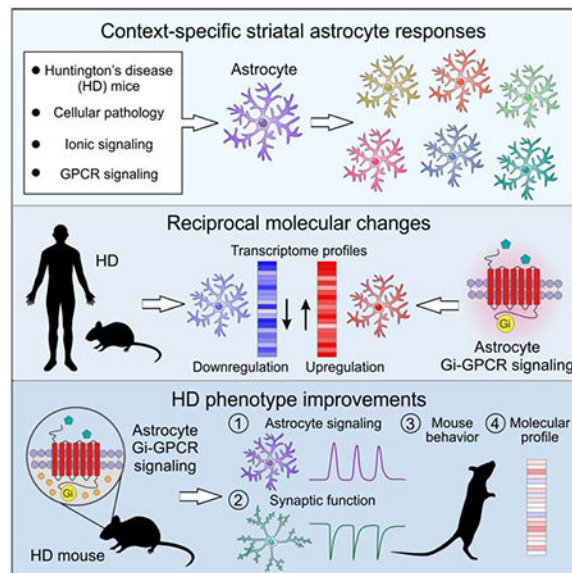 Context-specific striatal astrocyte responses
Huntington's disease
(HD) mice
Cellular pathology
Ionic signaling
GPCR signaling
Astrocyte
Reciprocal molecular changes
HD
Transcriptome profiles
Downregulation
Upregulation
Gi
Astrocyte
Gi-GPCR signaling
HD phenotype improvements
Gi
HD mouse
Astrocyte
Gi-GPCR
signaling
1 Astrocyte signaling
2 Synaptic function
3 Mouse
behavior
4 Molecular
profile